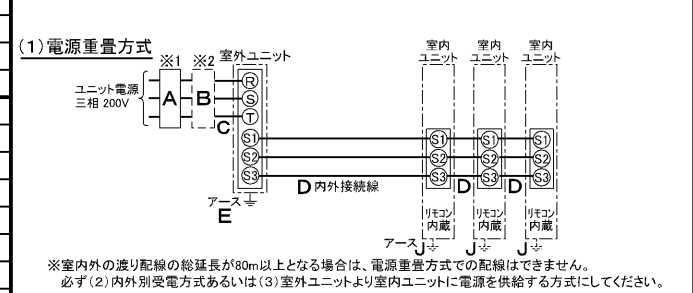 (1)電源重畳方式
※1 ※2 室外ユニット
室内ユニット 室内ユニット 室内ユニット
ユニット電源
三相 200V
A B
R
S
T
C
S1 S1 S1 S1
S2 S2 S2 S2
S3 S3 S3 S3
D 内外接続線 D D
アース
E
リモコン内蔵 リモコン内蔵 リモコン内蔵
アース J J J
※室内外の渡り配線の総延長が80m以上となる場合は、電源重畳方式での配線はできません。
必ず(2)内外別受電方式あるいは(3)室外ユニットより室内ユニットに電源を供給する方式にしてください。